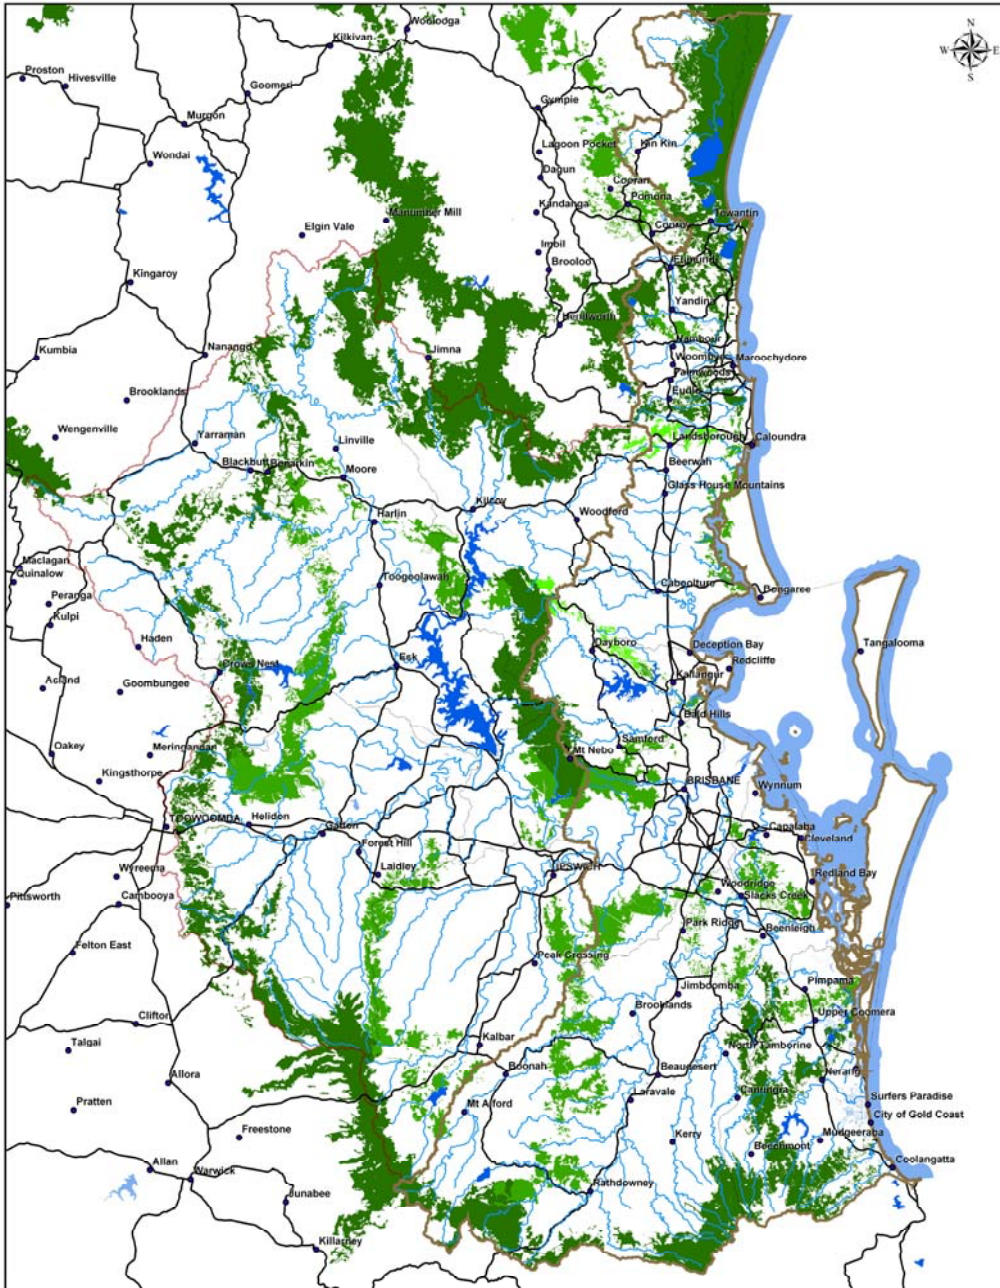 N
W E
S
Woolooga
Kilkivan
Proston
Hivesville
Goomeri
Gympie
Murgon
Lagoon Pocket
Kin Kin
Wondai
Dagun
Cooran
Pomona
Kandanga
Manumber Mill
Tewantin
Cooroy
Elgin Vale
Imbil
Eumundi
Brooloo
Kingaroy
Yandina
Kenilworth
Nambour
Kumbia
Nanango
Jimna
Woombye
Maroochydore
Palmwoods
Eudlo
Brooklands
Wengenville
Yarraman
Linville
Landsborough
Caloundra
Blackbutt
Benarkin
Moore
Beerwah
Glass House Mountains
Kilcoy
Harlin
Woodford
Maclagan
Quinalow
Toogoolawah
Caboolture
Bongaree
Peranga
Kulpi
Haden
Dayboro
Deception Bay
Tangalooma
Esk
Crows Nest
Redcliffe
Acland
Goombungee
Kallangur
Bald Hills
Oakey
Meringandan
Samford
Mt Nebo
Kingsthorpe
BRISBANE
Wynnum
TOOWOOMBA
Helidon
Gatton
Capalaba
Cleveland
Forest Hill
Wyreema
Laidley
IPSWICH
Redland Bay
Pittsworth
Cambooya
Woodridge
Slacks Creek
Park Ridge
Beenleigh
Felton East
Peak Crossing
Pimpama
Jimboomba
Clifton
Brooklands
Upper Coomera
Talgai
Kalbar
North Tamborine
Boonah
Beaudesert
Nerang
Allora
Laravale
Canungra
Surfers Paradise
Pratten
Mt Alford
City of Gold Coast
Freestone
Kerry
Mudgeeraba
Beechmont
Allan
Warwick
Coolangatta
Rathdowney
Junabee
Killarney